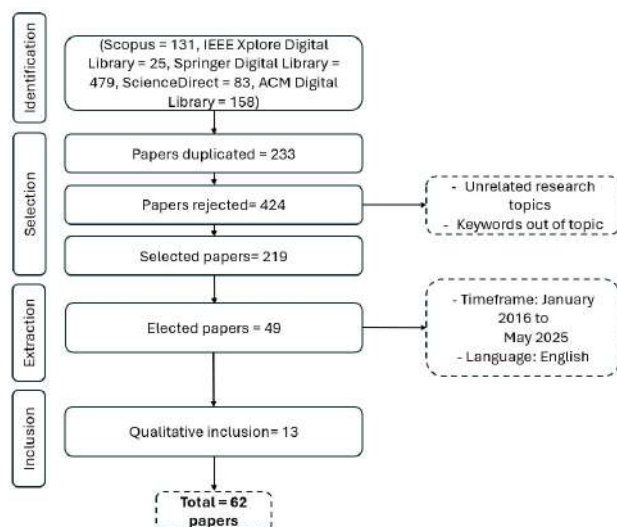 Identification
(Scopus = 131, IEEE Xplore Digital
Library = 25, Springer Digital Library =
479, ScienceDirect = 83, ACM Digital
Library = 158)
Selection
Papers duplicated = 233
Papers rejected= 424
- Unrelated research
topics
- Keywords out of topic
Selected papers= 219
Extraction
Elected papers = 49
- Timeframe: January
2016 to
May 2025
- Language: English
Inclusion
Qualitative inclusion= 13
Total = 62
papers